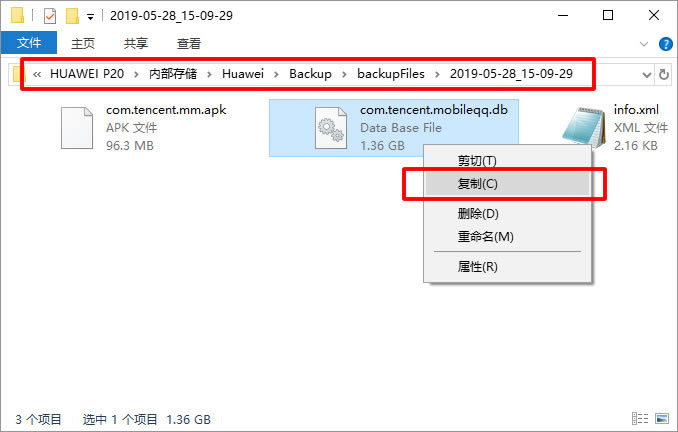 2019-05-28_15-09-29
文件 主页 共享 查看
« HUAWEI P20 › 内部存储 › Huawei › Backup › backupFiles › 2019-05-28_15-09-29
com.tencent.mm.apk
APK 文件
96.3 MB
com.tencent.mobileqq.db
Data Base File
1.36 GB
info.xml
XML 文件
2.16 KB
剪切(T)
复制(C)
删除(D)
重命名(M)
属性(R)
3 个项目 选中 1 个项目 1.36 GB